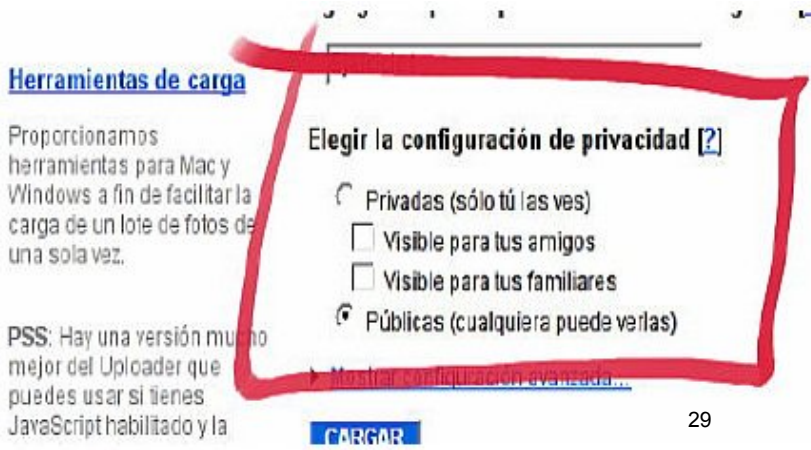 Herramientas de carga
Proporcionamos
herramientas para Mac y
Windows a fin de facilitar la
carga de un lote de fotos de
una sola vez.
PSS: Hay una versión mucho
mejor del Uploader que
puedes usar si tienes
JavaScript habilitado y la
Elegir la configuración de privacidad [?]
Privadas (sólo tú las ves)
Visible para tus amigos
Visible para tus familiares
Públicas (cualquiera puede verlas)
Mostrar configuración avanzada...
CARGAR
29